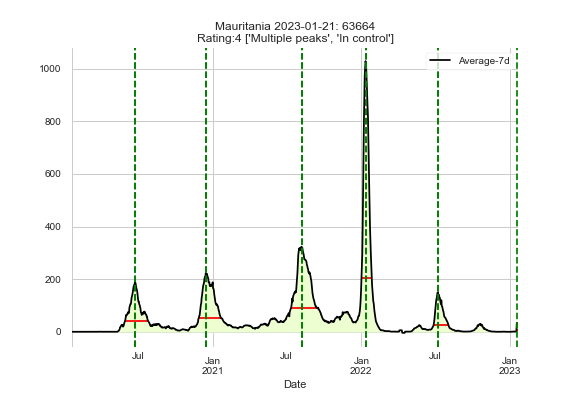 Mauritania 2023-01-21: 63664
Rating:4 ['Multiple peaks', 'In control']
Average-7d
1000
800
600
400
200
0
Jul
Jan
2021
Jul
Jan
2022
Jul
Jan
2023
Date